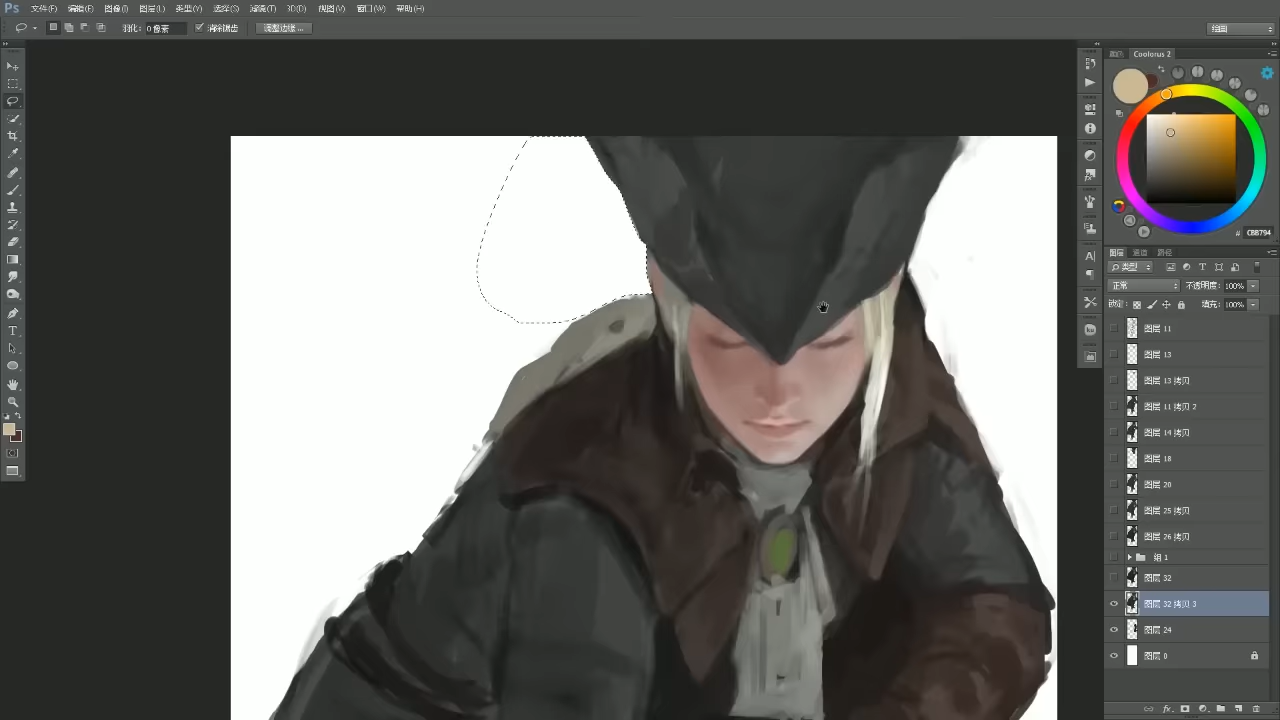 Ps 文件(F) 编辑(E) 图像(I) 图层(L) 类型(Y) 选择(S) 滤镜(T) 3D(D) 视图(V) 窗口(W) 帮助(H)
羽化: 0 像素 消除锯齿 调整边缘 ... 绘画
Coolorus 2
# CBB794
图层 通道 路径
类型
正常 不透明度: 100%
锁定: 填充: 100%
图层 11
图层 13
图层 13 拷贝
图层 11 拷贝 2
图层 14 拷贝
图层 18
图层 20
图层 25 拷贝
图层 26 拷贝
组 1
图层 32
图层 32 拷贝 3
图层 24
图层 0
fx